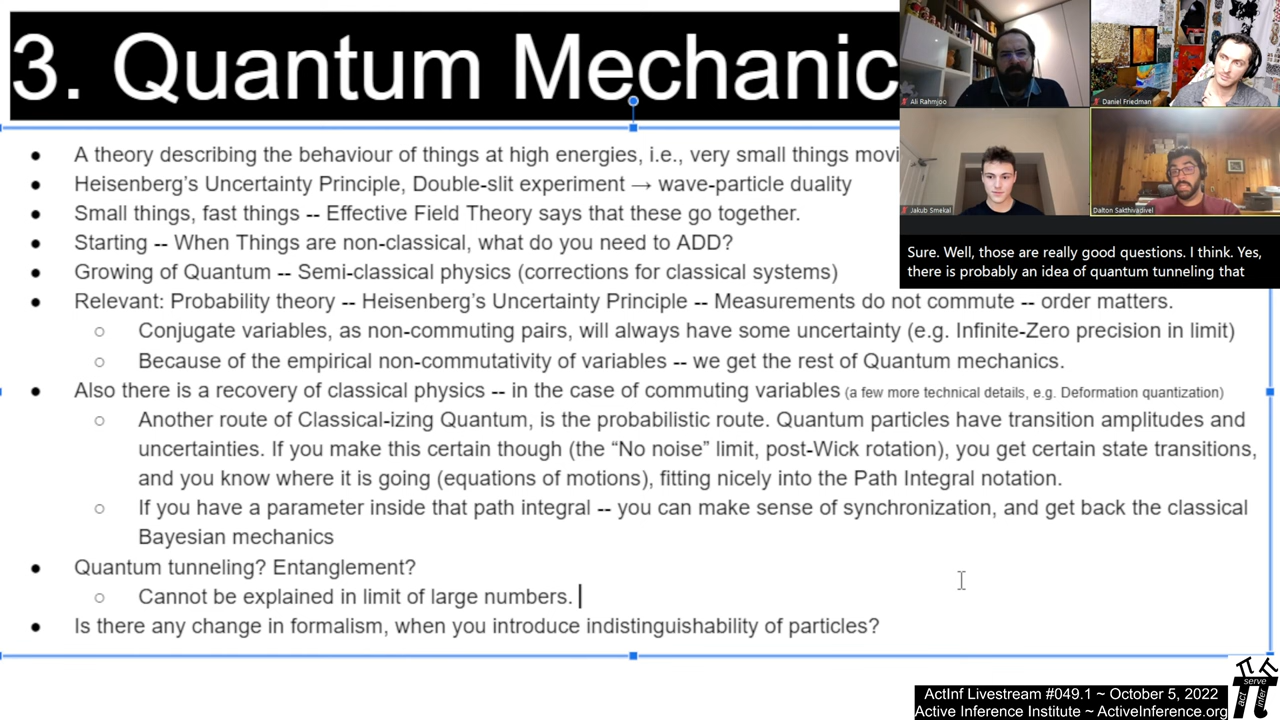 3. Quantum Mechanic
A theory describing the behaviour of things at high energies, i.e., very small things movi
Heisenberg’s Uncertainty Principle, Double-slit experiment → wave-particle duality
Small things, fast things -- Effective Field Theory says that these go together.
Starting -- When Things are non-classical, what do you need to ADD?
Growing of Quantum -- Semi-classical physics (corrections for classical systems)
Relevant: Probability theory -- Heisenberg’s Uncertainty Principle -- Measurements do not commute -- order matters.
Conjugate variables, as non-commuting pairs, will always have some uncertainty (e.g. Infinite-Zero precision in limit)
Because of the empirical non-commutativity of variables -- we get the rest of Quantum mechanics.
Also there is a recovery of classical physics -- in the case of commuting variables (a few more technical details, e.g. Deformation quantization)
Another route of Classical-izing Quantum, is the probabilistic route. Quantum particles have transition amplitudes and
uncertainties. If you make this certain though (the “No noise” limit, post-Wick rotation), you get certain state transitions,
and you know where it is going (equations of motions), fitting nicely into the Path Integral notation.
If you have a parameter inside that path integral -- you can make sense of synchronization, and get back the classical
Bayesian mechanics
Quantum tunneling? Entanglement?
Cannot be explained in limit of large numbers.
Is there any change in formalism, when you introduce indistinguishability of particles?
Ali Rahmjoo
Daniel Friedman
Jakub Smekal
Dalton Sakthivadivel
Sure. Well, those are really good questions. I think. Yes,
there is probably an idea of quantum tunneling that
ActInf Livestream #049.1 ~ October 5, 2022
Active Inference Institute ~ ActiveInference.org
serve
act
infer